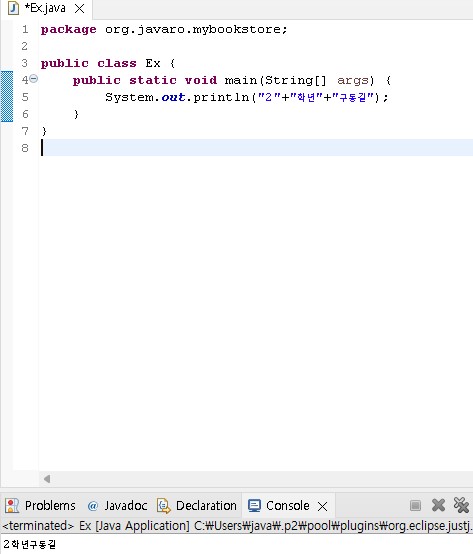 *Ex.java
1 package org.javaro.mybookstore;
2
3 public class Ex {
4 public static void main(String[] args) {
5 System.out.println("2"+"학년"+"구동길");
6 }
7 }
8
Problems @ Javadoc Declaration Console
<terminated> Ex [Java Application] C:₩Users₩java₩.p2₩pool₩plugins₩org.eclipse.justj.
2학년구동길